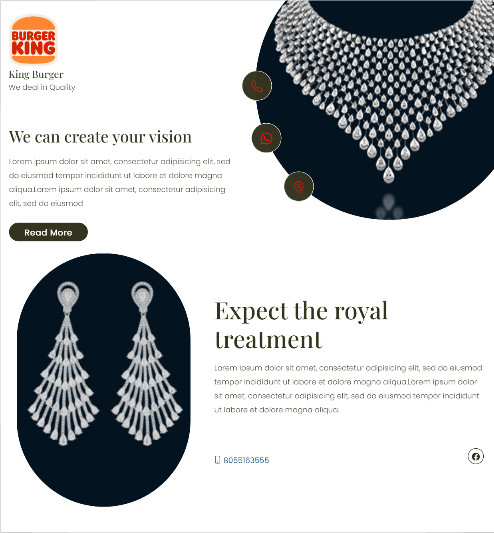 BURGER
KING
King Burger
We deal in Quality
We can create your vision
Lorem ipsum dolor sit amet, consectetur adipisicing elit, sed
do eiusmod tempor incididunt ut labore et dolore magna
aliqua.Lorem ipsum dolor sit amet, consectetur adipisicing
elit, sed do eiusmod
Read More
Expect the royal
treatment
Lorem ipsum dolor sit amet, consectetur adipisicing elit, sed do eiusmod
tempor incididunt ut labore et dolore magna aliqua.Lorem ipsum dolor
sit amet, consectetur adipisicing elit, sed do eiusmod tempor incididunt
ut labore et dolore magna aliqua.
8055163555